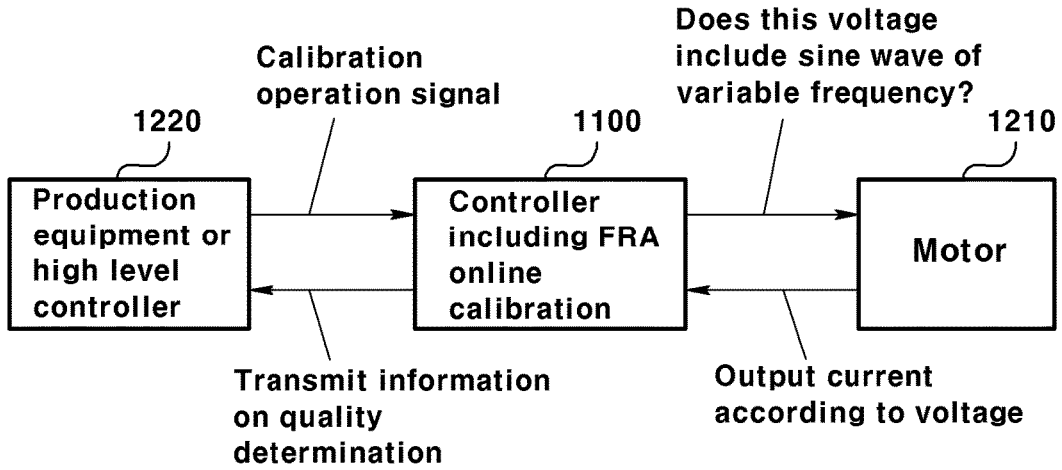 Does this voltage
include sine wave of
variable frequency?
Calibration
operation signal
1220
1100
1210
Production
equipment or
high level
controller
Controller
including FRA
online
calibration
Motor
Transmit information
on quality
determination
Output current
according to voltage